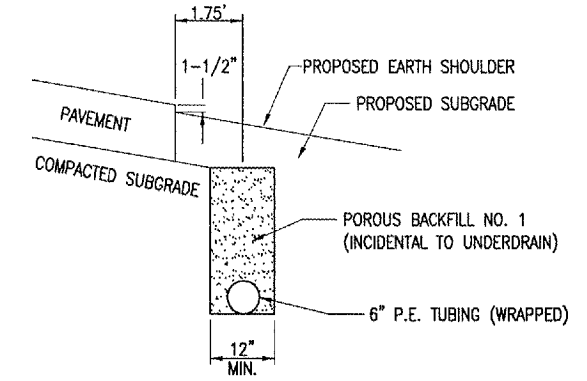 1.75'
1-1/2"
PROPOSED EARTH SHOULDER
PROPOSED SUBGRADE
PAVEMENT
COMPACTED SUBGRADE
POROUS BACKFILL NO. 1
(INCIDENTAL TO UNDERDRAIN)
6" P.E. TUBING (WRAPPED)
12"
MIN.